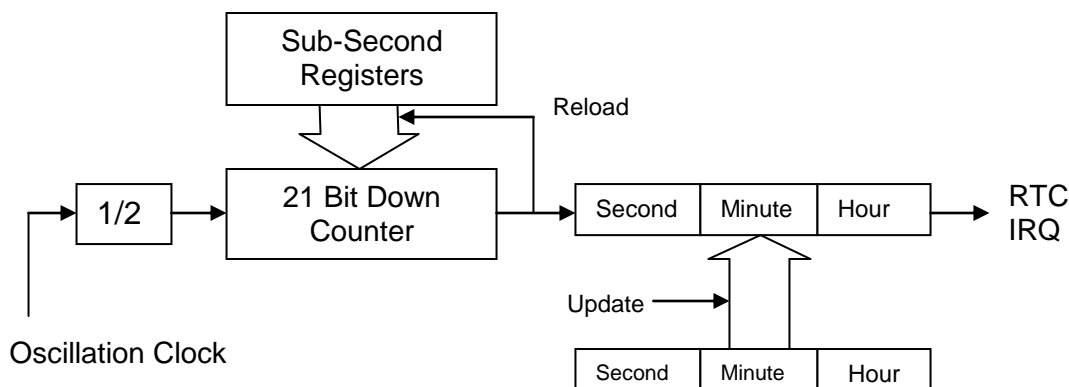 Sub-Second
Registers
Reload
1/2
21 Bit Down
Counter
Second
Minute
Hour
RTC
IRQ
Update
Oscillation Clock
Second
Minute
Hour